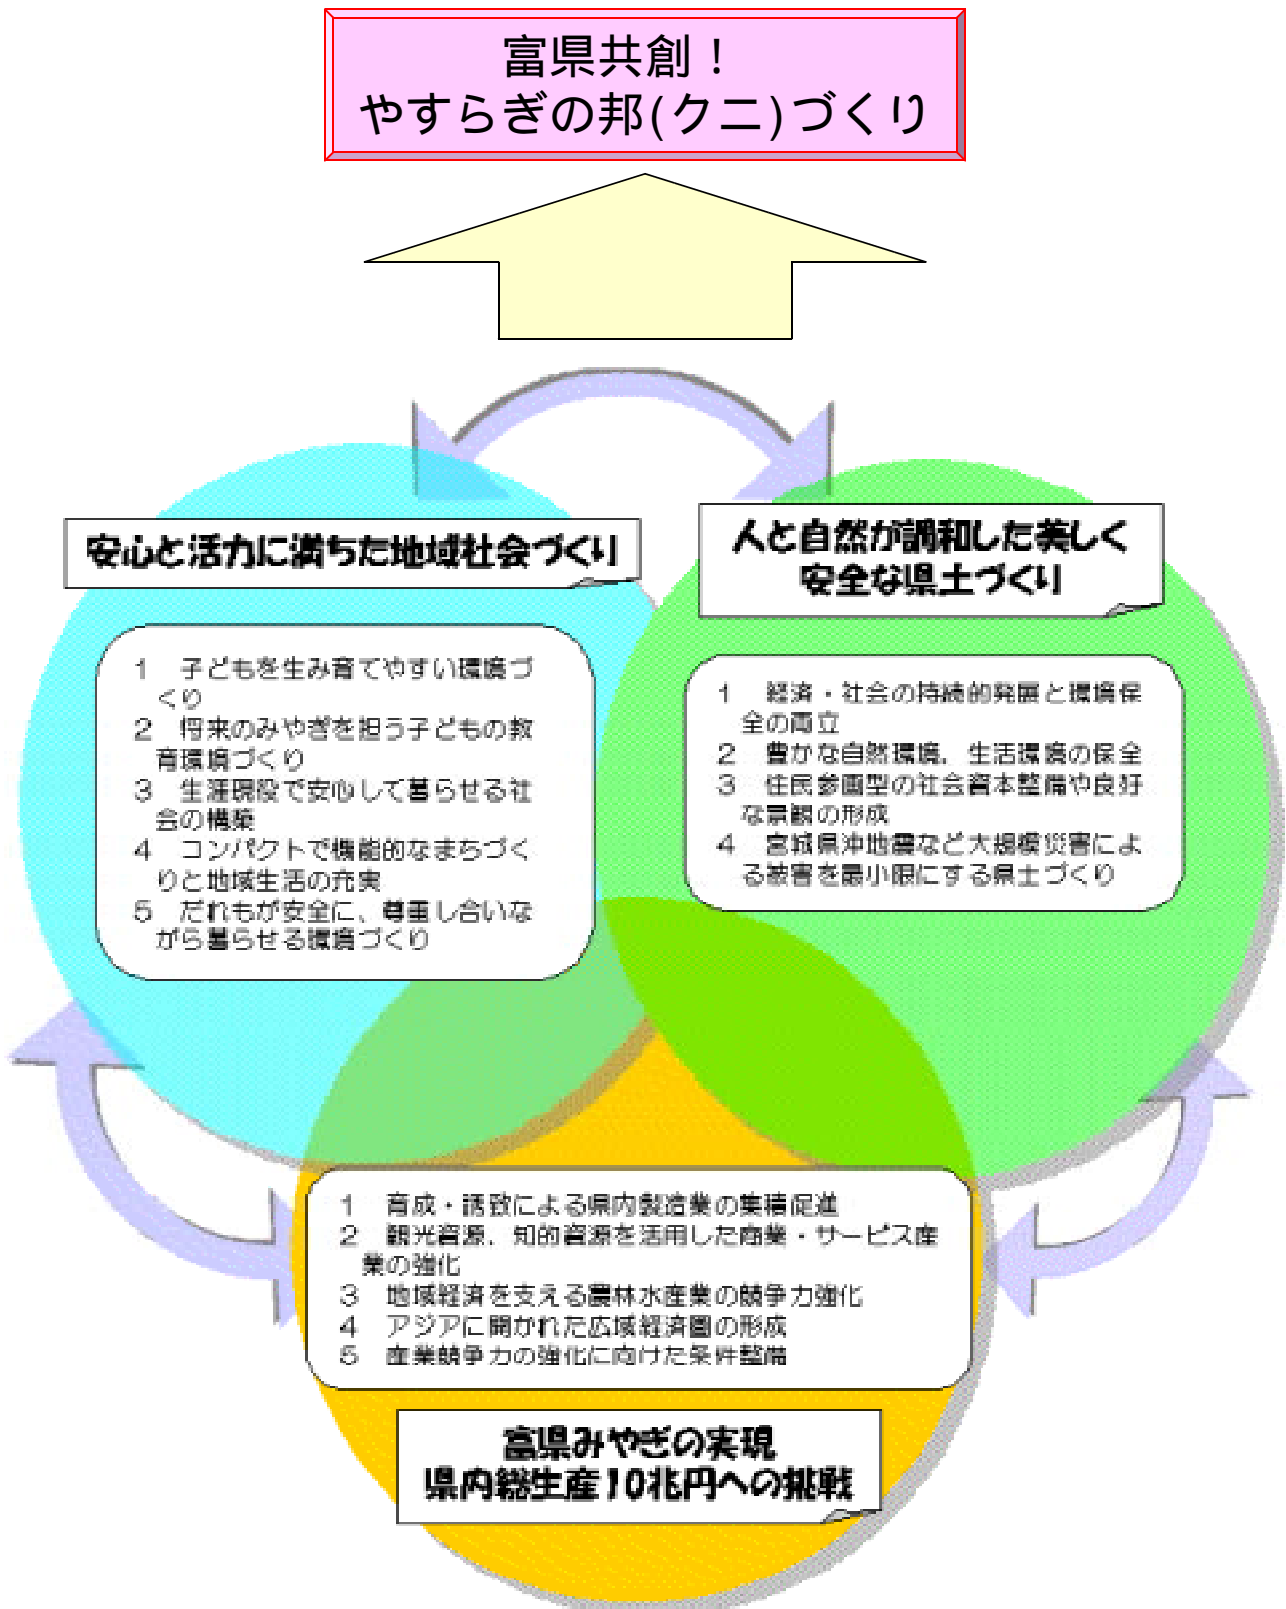 富県共創！
やすらぎの邦(クニ)づくり
安心と活力に満ちた地域社会づくり
1　子どもを生み育てやすい環境づ
くり
2　将来のみやぎを担う子どもの教
育環境づくり
3　生涯現役で安心して暮らせる社
会の構築
4　コンパクトで機能的なまちづく
りと地域生活の充実
5　だれもが安全に、尊重し合いな
がら暮らせる環境づくり
人と自然が調和した美しく
安全な県土づくり
1　経済・社会の持続的発展と環境保
全の両立
2　豊かな自然環境，生活環境の保全
3　住民参画型の社会資本整備や良好
な景観の形成
4　宮城県沖地震など大規模災害によ
る被害を最小限にする県土づくり
1　育成・誘致による県内製造業の集積促進
2　観光資源，知的資源を活用した商業・サービス産
業の強化
3　地域経済を支える農林水産業の競争力強化
4　アジアに開かれた広域経済圏の形成
5　産業競争力の強化に向けた条件整備
富県みやぎの実現
県内総生産10兆円への挑戦